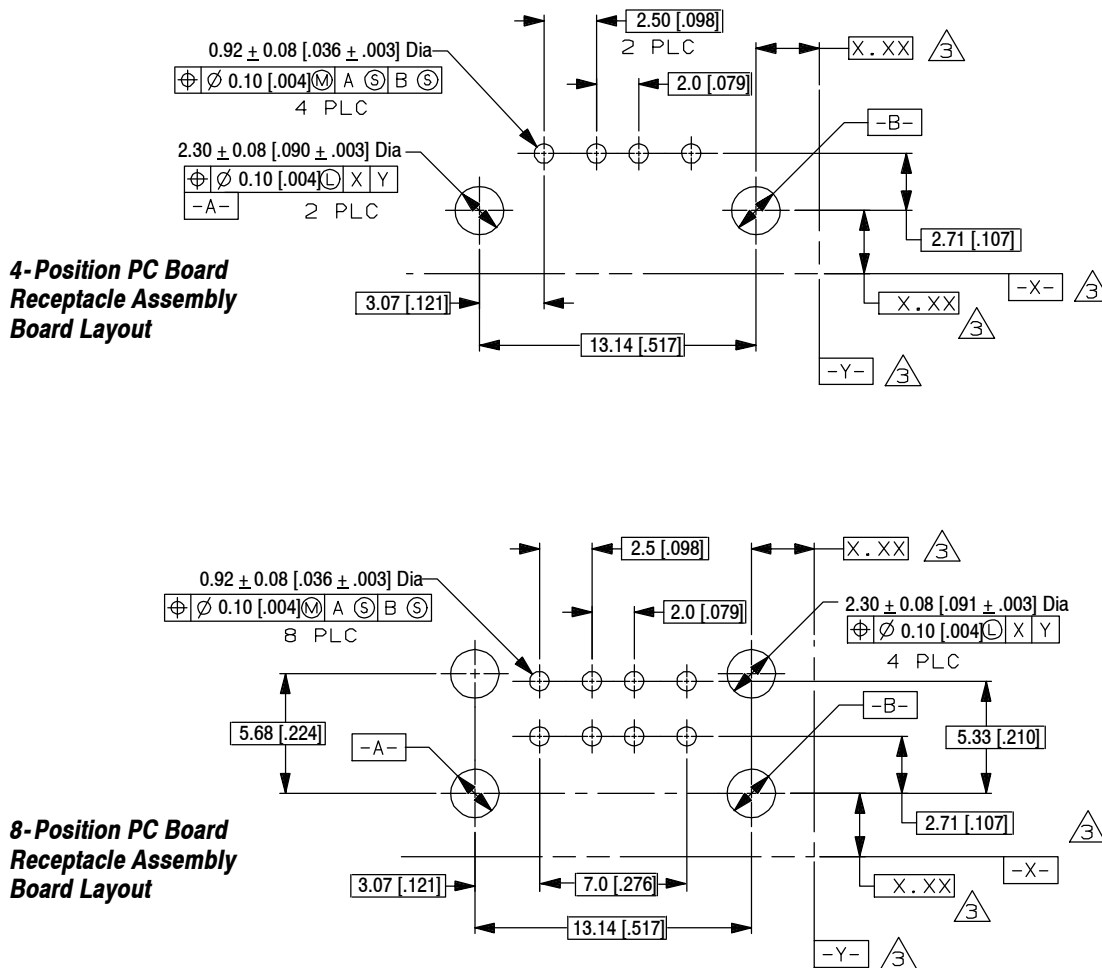 2.50 [.098]
2 PLC
X.XX
3
0.92 ± 0.08 [.036 ± .003] Dia
⌖ ⌀ 0.10 [.004] Ⓜ A Ⓢ B Ⓢ
4 PLC
2.0 [.079]
-B-
2.30 ± 0.08 [.090 ± .003] Dia
⌖ ⌀ 0.10 [.004] Ⓛ X Y
-A-
2 PLC
2.71 [.107]
4-Position PC Board
Receptacle Assembly
Board Layout
3.07 [.121]
X.XX
3
-X-
3
13.14 [.517]
-Y-
3
2.5 [.098]
X.XX
3
0.92 ± 0.08 [.036 ± .003] Dia
⌖ ⌀ 0.10 [.004] Ⓜ A Ⓢ B Ⓢ
8 PLC
2.0 [.079]
2.30 ± 0.08 [.091 ± .003] Dia
⌖ ⌀ 0.10 [.004] Ⓛ X Y
4 PLC
5.68 [.224]
-A-
-B-
5.33 [.210]
2.71 [.107]
3
8-Position PC Board
Receptacle Assembly
Board Layout
3.07 [.121]
7.0 [.276]
X.XX
3
-X-
13.14 [.517]
-Y-
3